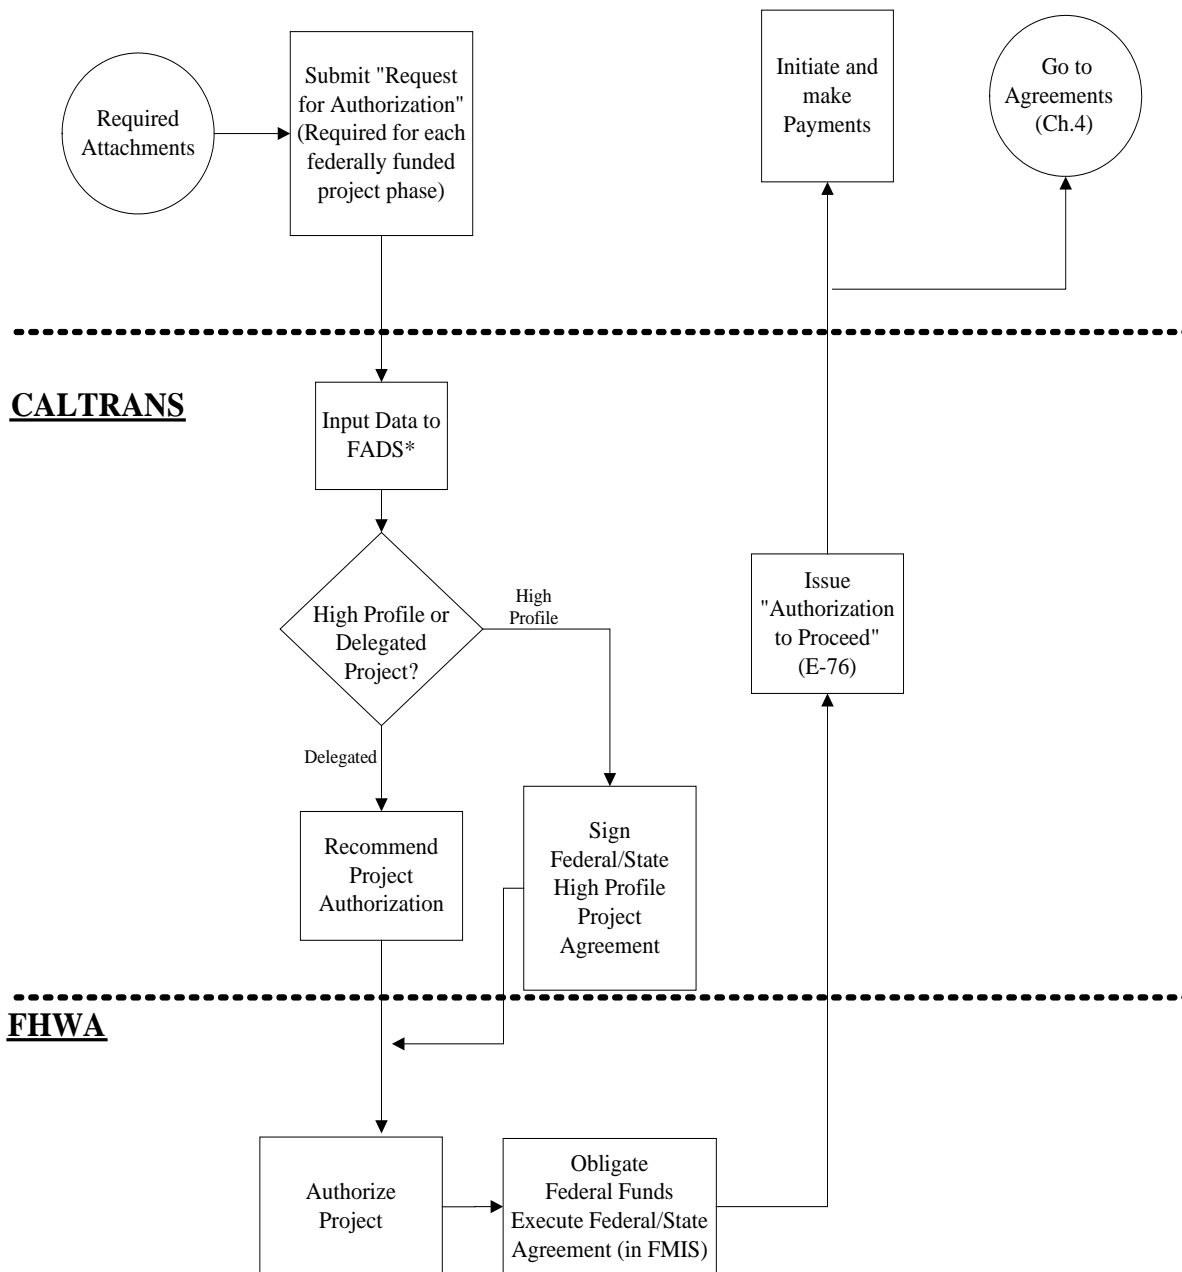 Required
Attachments
Submit "Request
for Authorization"
(Required for each
federally funded
project phase)
Initiate and
make
Payments
Go to
Agreements
(Ch.4)
CALTRANS
Input Data to
FADS*
High Profile or
Delegated
Project?
High
Profile
Delegated
Issue
"Authorization
to Proceed"
(E-76)
Recommend
Project
Authorization
Sign
Federal/State
High Profile
Project
Agreement
FHWA
Authorize
Project
Obligate
Federal Funds
Execute Federal/State
Agreement (in FMIS)